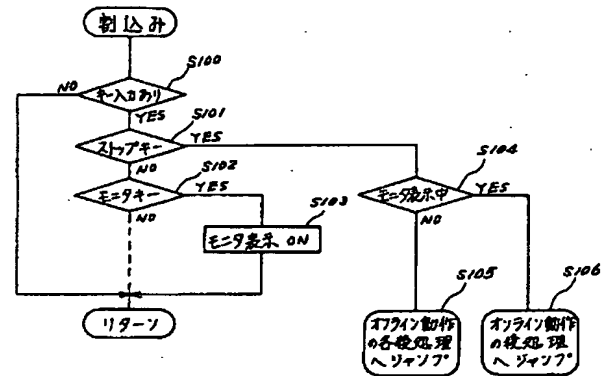 割込み
S100
NO
キー入力あり
YES
S101
ストップキー
YES
NO
S102
モニタキー
YES
NO
S103
モニタ表示 ON
S104
モニタ表示中
YES
NO
リターン
S105
オフライン動作
の各後処理
へジャンプ
S106
オンライン動作
の後処理
へジャンプ